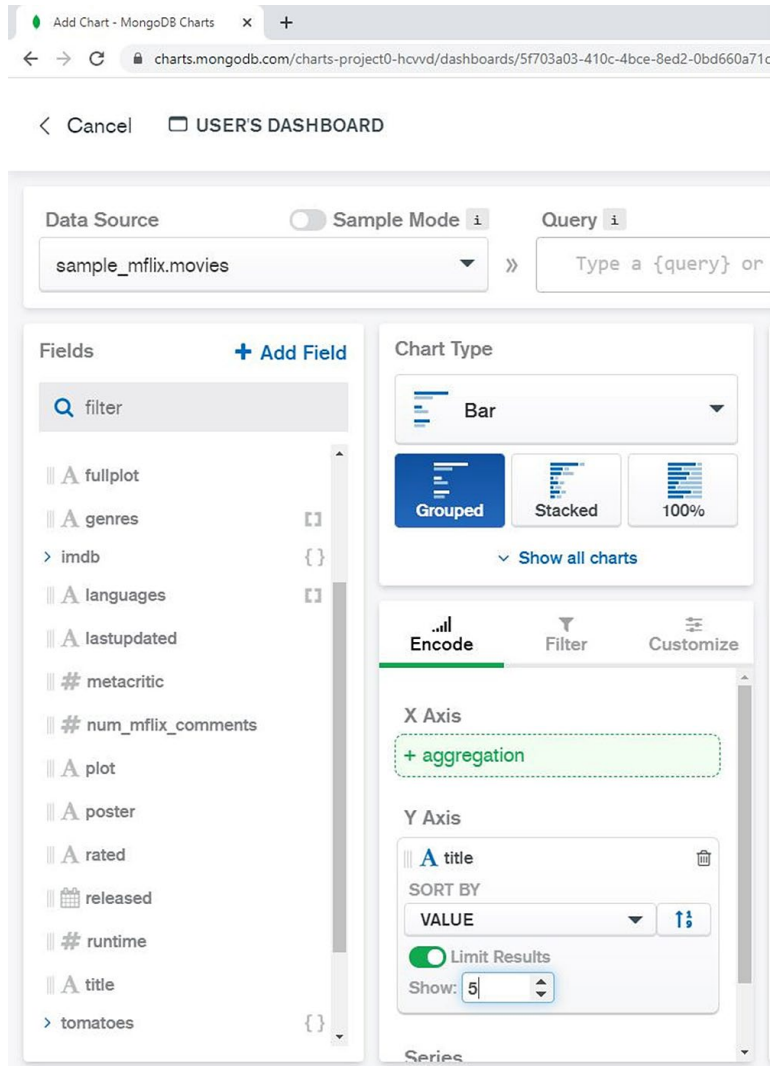 Add Chart - MongoDB Charts
charts.mongodb.com/charts-project0-hcvvd/dashboards/5f703a03-410c-4bce-8ed2-0bd660a71c
Cancel USER'S DASHBOARD
Data Source Sample Mode i Query i
sample_mflix.movies » Type a {query} or
Fields + Add Field
filter
fullplot
genres
imdb
languages
lastupdated
metacritic
num_mflix_comments
plot
poster
rated
released
runtime
title
tomatoes
Chart Type
Bar
Grouped Stacked 100%
Show all charts
Encode Filter Customize
X Axis
+ aggregation
Y Axis
A title
SORT BY
VALUE
Limit Results
Show: 5
Series